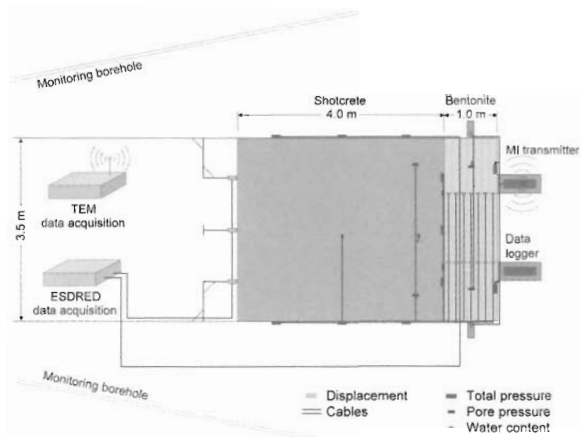 Monitoring borehole
Shotcrete
4.0 m
Bentonite
1.0 m
MI transmitter
3.5 m
TEM
data acquisition
Data
logger
ESDRED
data acquisition
Monitoring borehole
Displacement
Cables
Total pressure
Pore pressure
Water content